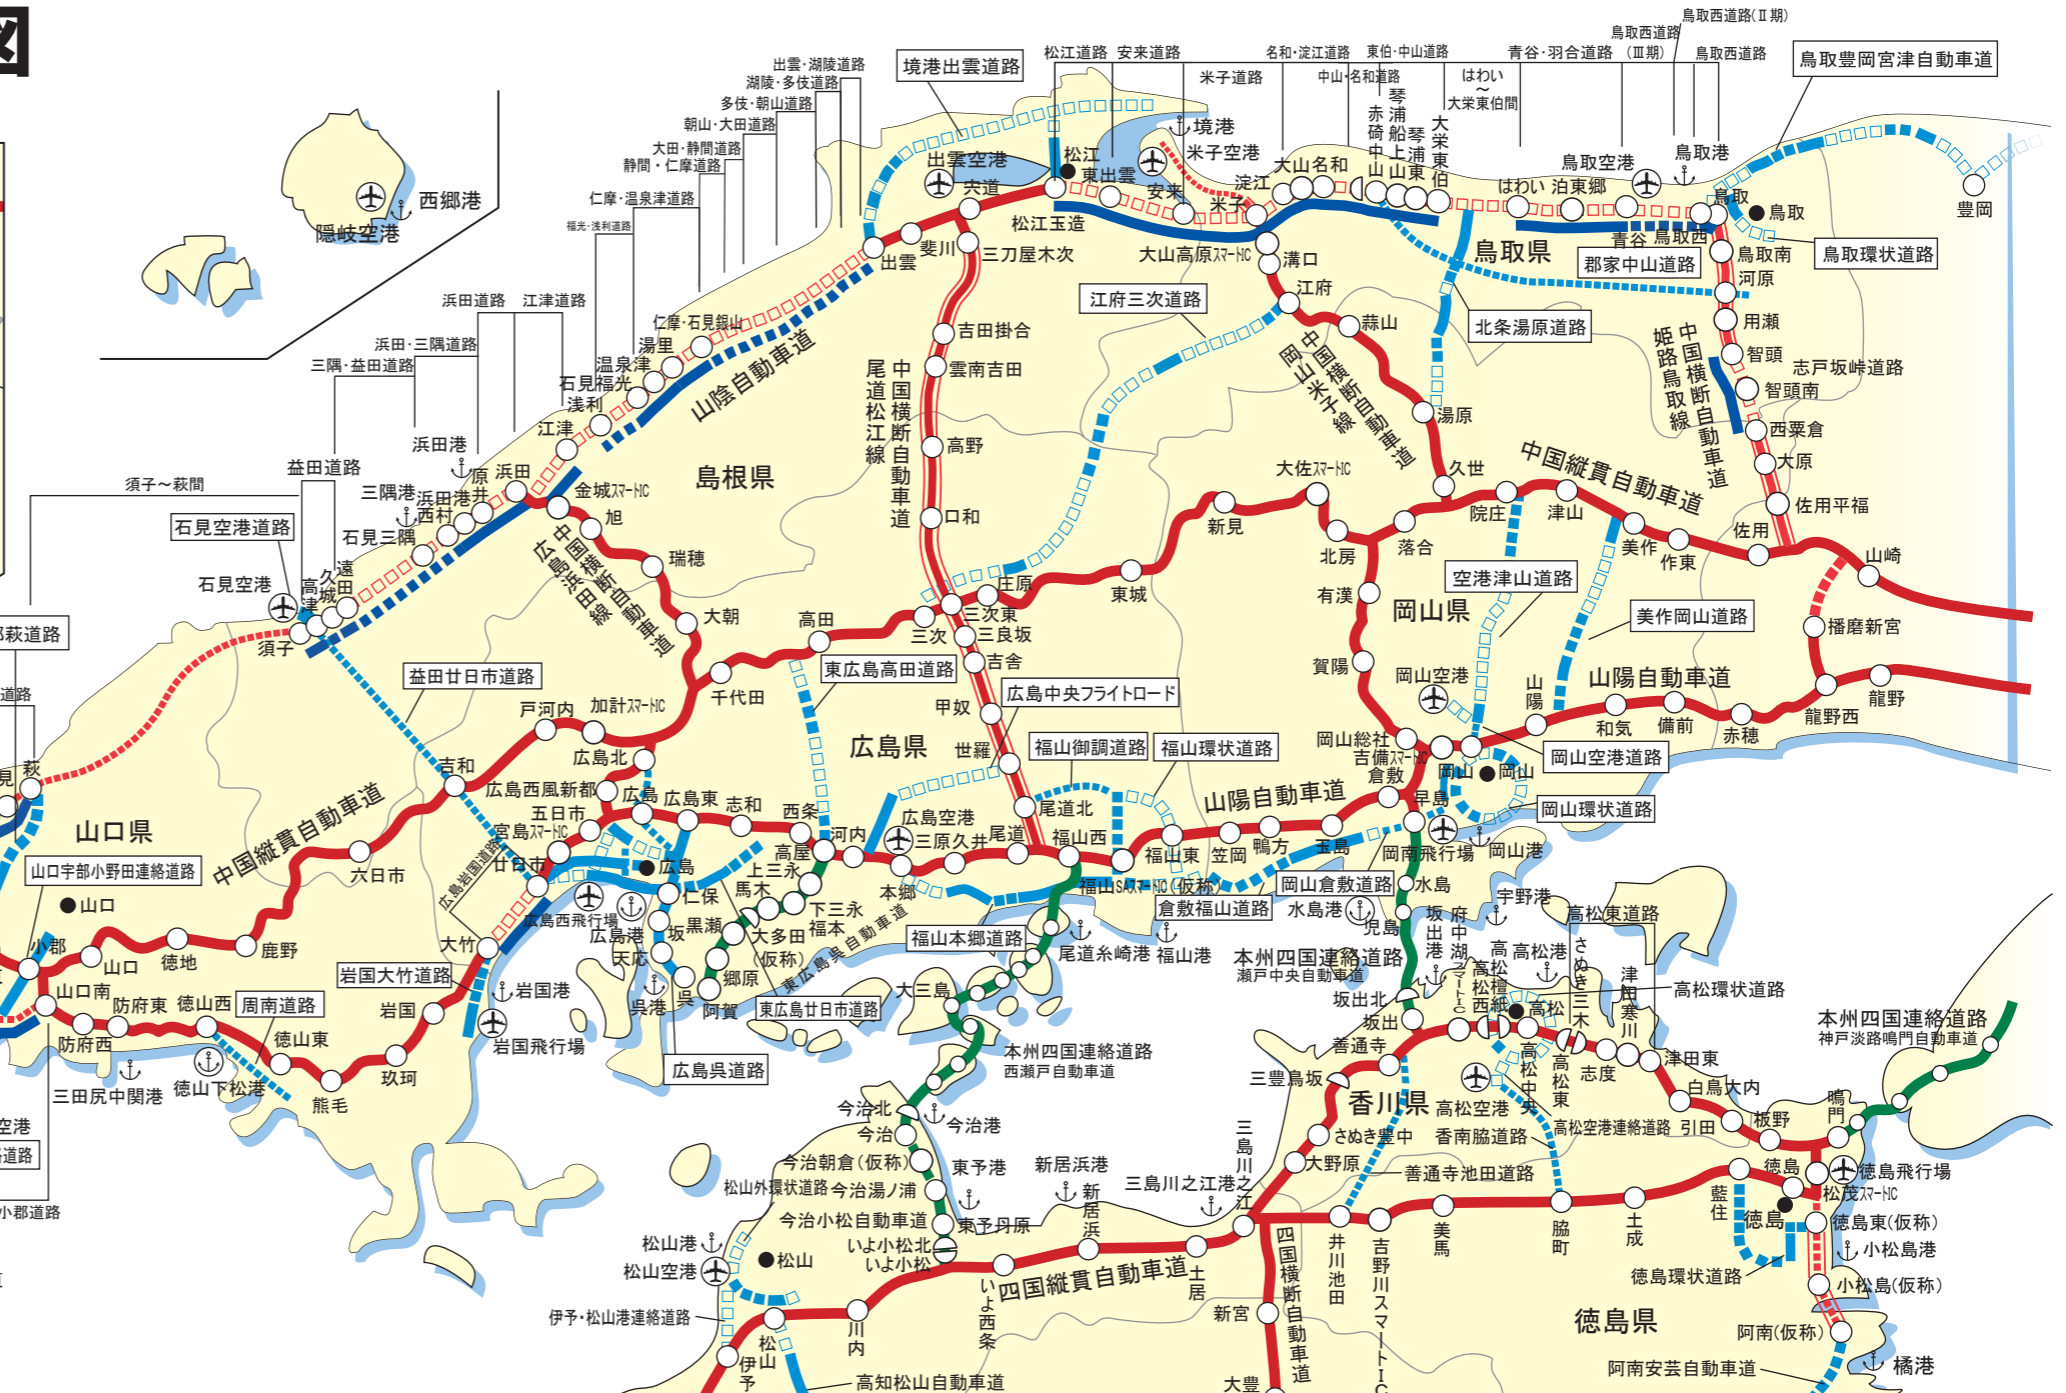 図
隠岐空港
西郷港
境港出雲道路
鳥取豊岡宮津自動車道
鳥取西道路(Ⅱ期)
鳥取西道路
(Ⅲ期)
鳥取西道路
青谷・羽合道路
東伯・中山道路
名和・淀江道路
中山・名和道路
はわい
〜
大栄東伯間
米子道路
松江道路
安来道路
出雲・湖陵道路
湖陵・多伎道路
多伎・朝山道路
朝山・大田道路
大田・静間道路
静間・仁摩道路
仁摩・温泉津道路
福光・浅利道路
浜田道路
江津道路
浜田・三隅道路
三隅・益田道路
益田道路
須子〜萩間
境港
米子空港
出雲空港
松江
東出雲
安来
米子
淀江
大山
名和
赤碕中山
琴浦船上山
琴浦東
大栄東伯
はわい
泊東郷
鳥取空港
鳥取港
青谷
鳥取西
鳥取
鳥取
豊岡
宍道
松江玉造
斐川
出雲
三刀屋木次
大山高原スマートIC
溝口
江府
鳥取県
郡家中山道路
鳥取環状道路
鳥取南
河原
用瀬
智頭
志戸坂峠道路
智頭南
西粟倉
大原
佐用平福
佐用
山崎
江府三次道路
北条湯原道路
蒜山
湯原
久世
中国横断自動車道
岡山米子線
中国横断自動車道
姫路鳥取線
中国縦貫自動車道
仁摩・石見銀山
湯里
温泉津
石見福光
浅利
江津
山陰自動車道
吉田掛合
雲南吉田
高野
口和
中国横断自動車道
尾道松江線
島根県
浜田港
原井
浜田
金城スマートIC
旭
瑞穂
大朝
中国横断自動車道
広島浜田線
三隅港
浜田港
西村
石見三隅
石見空港道路
石見空港
遠田
久城
高津
須子
萩道路
道路
萩
大佐スマートIC
新見
北房
落合
院庄
津山
美作
作東
空港津山道路
美作岡山道路
岡山県
有漢
賀陽
岡山空港
山陽
山陽自動車道
和気
備前
赤穂
龍野西
龍野
播磨新宮
岡山空港道路
岡山環状道路
岡山総社
吉備スマートIC
倉敷
岡山
岡山
早島
岡南飛行場
岡山港
庄原
東城
三次東
三次
三良坂
吉舎
高田
千代田
東広島高田道路
広島中央フライトロード
甲奴
世羅
福山御調道路
福山環状道路
広島県
益田廿日市道路
戸河内
加計スマートIC
広島北
吉和
広島西風新都
五日市
宮島スマートIC
廿日市
広島
広島東
志和
西条
高屋
河内
広島空港
三原久井
本郷
尾道
尾道北
福山西
福山東
福山SAスマートIC(仮称)
笠岡
鴨方
玉島
山陽自動車道
倉敷福山道路
岡山倉敷道路
水島港
児島
水島
福山本郷道路
尾道糸崎港
福山港
本州四国連絡道路
瀬戸中央自動車道
坂出北
坂出
坂出港
府中湖スマートIC
宇野港
高松港
高松檀紙
高松西
高松東道路
さぬき三木
津田寒川
高松
高松環状道路
高松東
高松中央
志度
津田東
白鳥大内
引田
板野
鳴門
本州四国連絡道路
神戸淡路鳴門自動車道
山口県
中国縦貫自動車道
山口宇部小野田連絡道路
山口
小郡
山口
徳地
鹿野
六日市
広島岩国道路
大竹
広島西飛行場
広島港
広島
仁保
坂
天応
呉港
呉
黒瀬
馬木
上三永
下三永
福本
大多田
(仮称)
郷原
阿賀
東広島呉自動車道
東広島廿日市道路
広島呉道路
岩国大竹道路
岩国港
岩国飛行場
岩国
玖珂
熊毛
徳山東
徳山西
周南道路
徳山下松港
防府東
防府西
山口南
三田尻中関港
小郡道路
空港
道路
大三島
本州四国連絡道路
西瀬戸自動車道
今治北
今治
今治港
今治朝倉(仮称)
松山外環状道路
今治湯ノ浦
東予港
今治小松自動車道
東予丹原
いよ小松北
いよ小松
新居浜港
新居浜
三島川之江港
三島川之江
土居
いよ西条
四国縦貫自動車道
松山港
松山空港
松山
伊予・松山港連絡道路
松山
川内
伊予
高知松山自動車道
善通寺
三豊鳥坂
さぬき豊中
大野原
香川県
高松空港
香南脇道路
高松空港連絡道路
善通寺池田道路
新宮
大豊
四国横断自動車道
井川池田
吉野川スマートIC
美馬
脇町
土成
藍住
徳島
徳島
徳島飛行場
松茂スマートIC
徳島東(仮称)
小松島港
徳島環状道路
小松島(仮称)
徳島県
阿南(仮称)
阿南安芸自動車道
橘港